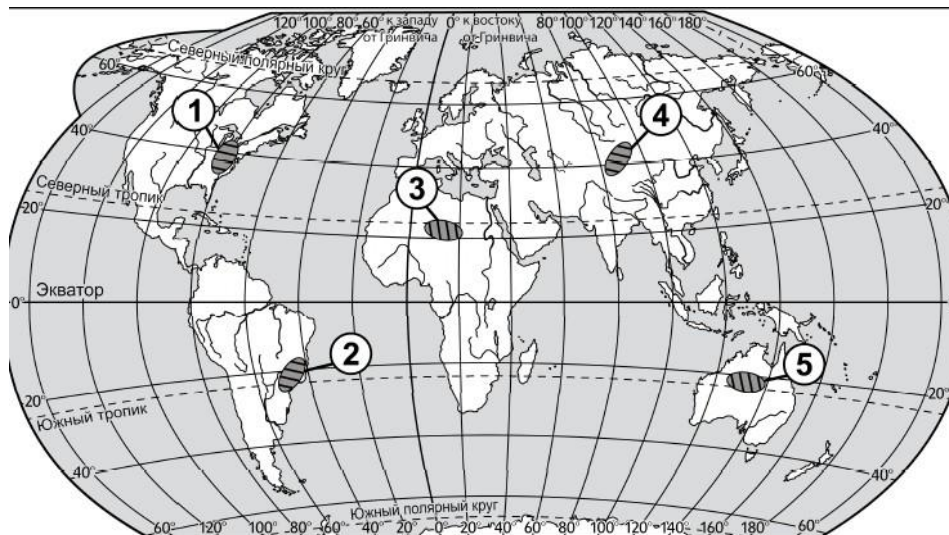 120° 100° 80° 60° к западу 0° к востоку 80° 100° 120° 140° 160° 180°
от Гринвича от Гринвича
Северный полярный круг
60° 60°
1 4
40° 40°
3
Северный тропик
20° 20°
Экватор
0° 0°
2 5
20° 20°
Южный тропик
40° 40°
Южный полярный круг
60° 120° 100° 80° 60° 40° 20° 0° 20° 40° 60° 80° 100° 120° 140° 160° 180° 60°